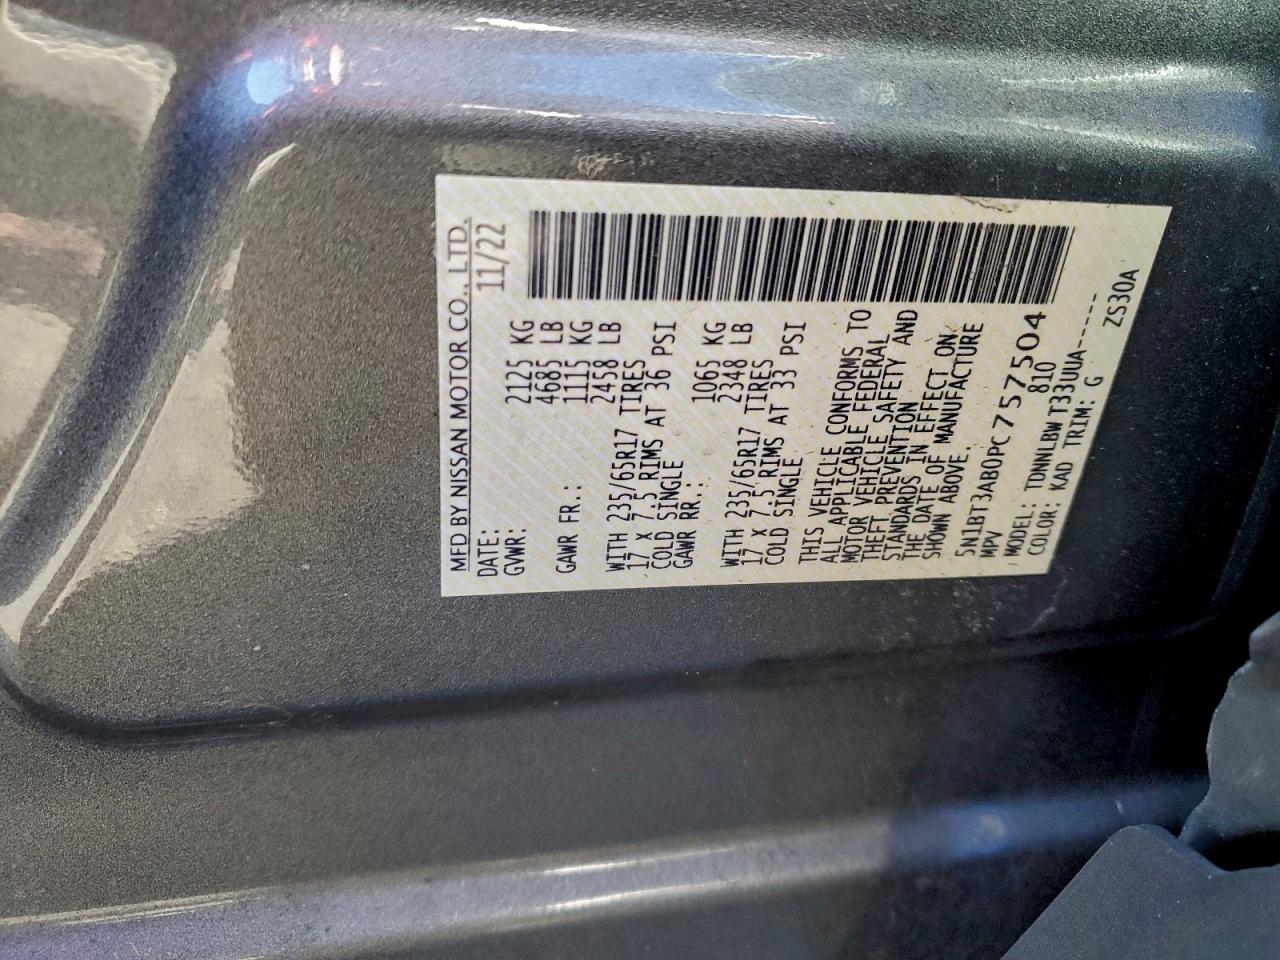 MFD BY NISSAN MOTOR CO., LTD.
DATE: 11/22
GVWR: 2125 KG
4685 LB
GAWR FR.: 1115 KG
2458 LB
WITH 235/65R17 TIRES
17 X 7.5 RIMS AT 36 PSI
COLD SINGLE
GAWR RR.: 1065 KG
2348 LB
WITH 235/65R17 TIRES
17 X 7.5 RIMS AT 33 PSI
COLD SINGLE
THIS VEHICLE CONFORMS TO
ALL APPLICABLE FEDERAL
MOTOR VEHICLE SAFETY AND
THEFT PREVENTION
STANDARDS IN EFFECT ON
THE DATE OF MANUFACTURE
SHOWN ABOVE.
5N1BT3AB0PC757504
MPV 810
MODEL: TDNNLBWT33UUA-----
COLOR: KAD TRIM: G ZS30A